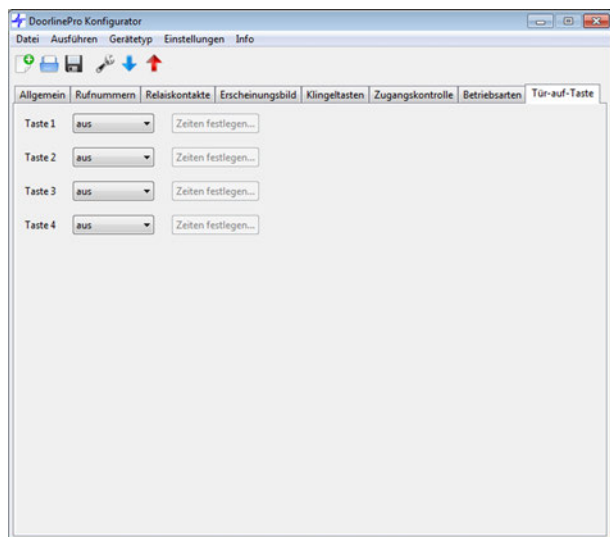 DoorlinePro Konfigurator
Datei Ausführen Gerätetyp Einstellungen Info
Allgemein Rufnummern Relaiskontakte Erscheinungsbild Klingeltasten Zugangskontrolle Betriebsarten Tür-auf-Taste
Taste 1 aus Zeiten festlegen...
Taste 2 aus Zeiten festlegen...
Taste 3 aus Zeiten festlegen...
Taste 4 aus Zeiten festlegen...